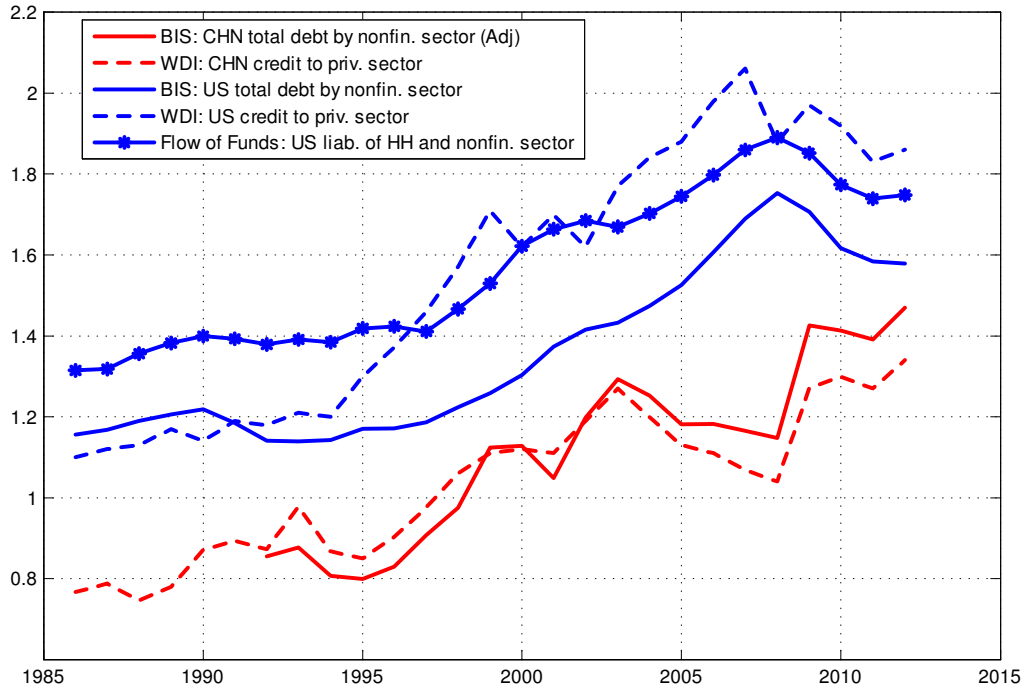 2.2
BIS: CHN total debt by nonfin. sector (Adj)
WDI: CHN credit to priv. sector
BIS: US total debt by nonfin. sector
WDI: US credit to priv. sector
Flow of Funds: US liab. of HH and nonfin. sector
2
1.8
1.6
1.4
1.2
1
0.8
1985 1990 1995 2000 2005 2010 2015